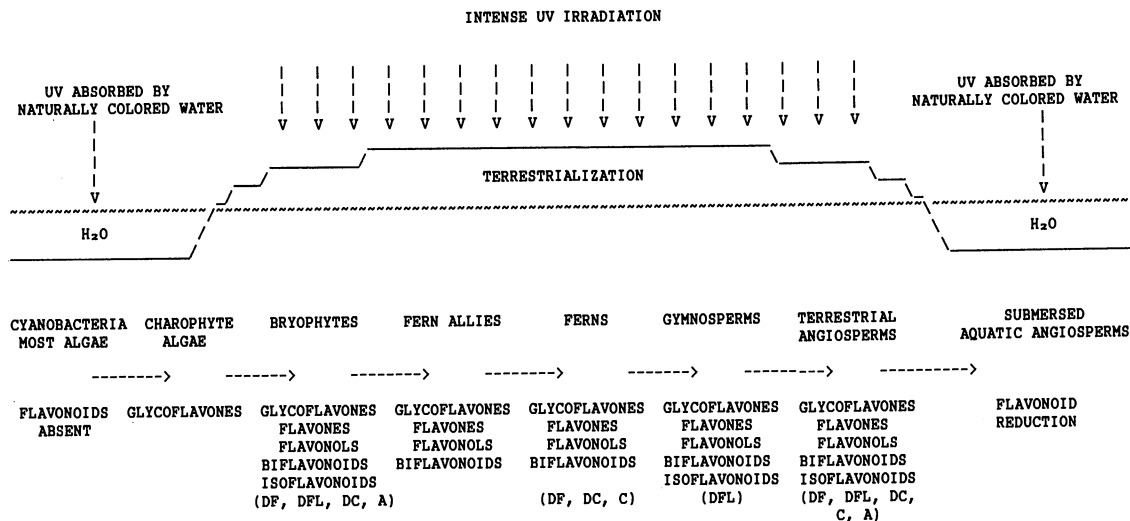 INTENSE UV IRRADIATION
UV ABSORBED BY
NATURALLY COLORED WATER
UV ABSORBED BY
NATURALLY COLORED WATER
TERRESTRIALIZATION
H₂O
H₂O
CYANOBACTERIA
MOST ALGAE
CHAROPHYTE
ALGAE
BRYOPHYTES
FERN ALLIES
FERNS
GYMNOSPERMS
TERRESTRIAL
ANGIOSPERMS
SUBMERSED
AQUATIC ANGIOSPERMS
FLAVONOIDS
ABSENT
GLYCOFLAVONES
GLYCOFLAVONES
FLAVONES
FLAVONOLS
BIFLAVONOIDS
ISOFLAVONOIDS
(DF, DFL, DC, A)
GLYCOFLAVONES
FLAVONES
FLAVONOLS
BIFLAVONOIDS
GLYCOFLAVONES
FLAVONES
FLAVONOLS
BIFLAVONOIDS
(DF, DC, C)
GLYCOFLAVONES
FLAVONES
FLAVONOLS
BIFLAVONOIDS
ISOFLAVONOIDS
(DFL)
GLYCOFLAVONES
FLAVONES
FLAVONOLS
BIFLAVONOIDS
ISOFLAVONOIDS
(DF, DFL, DC,
C, A)
FLAVONOID
REDUCTION